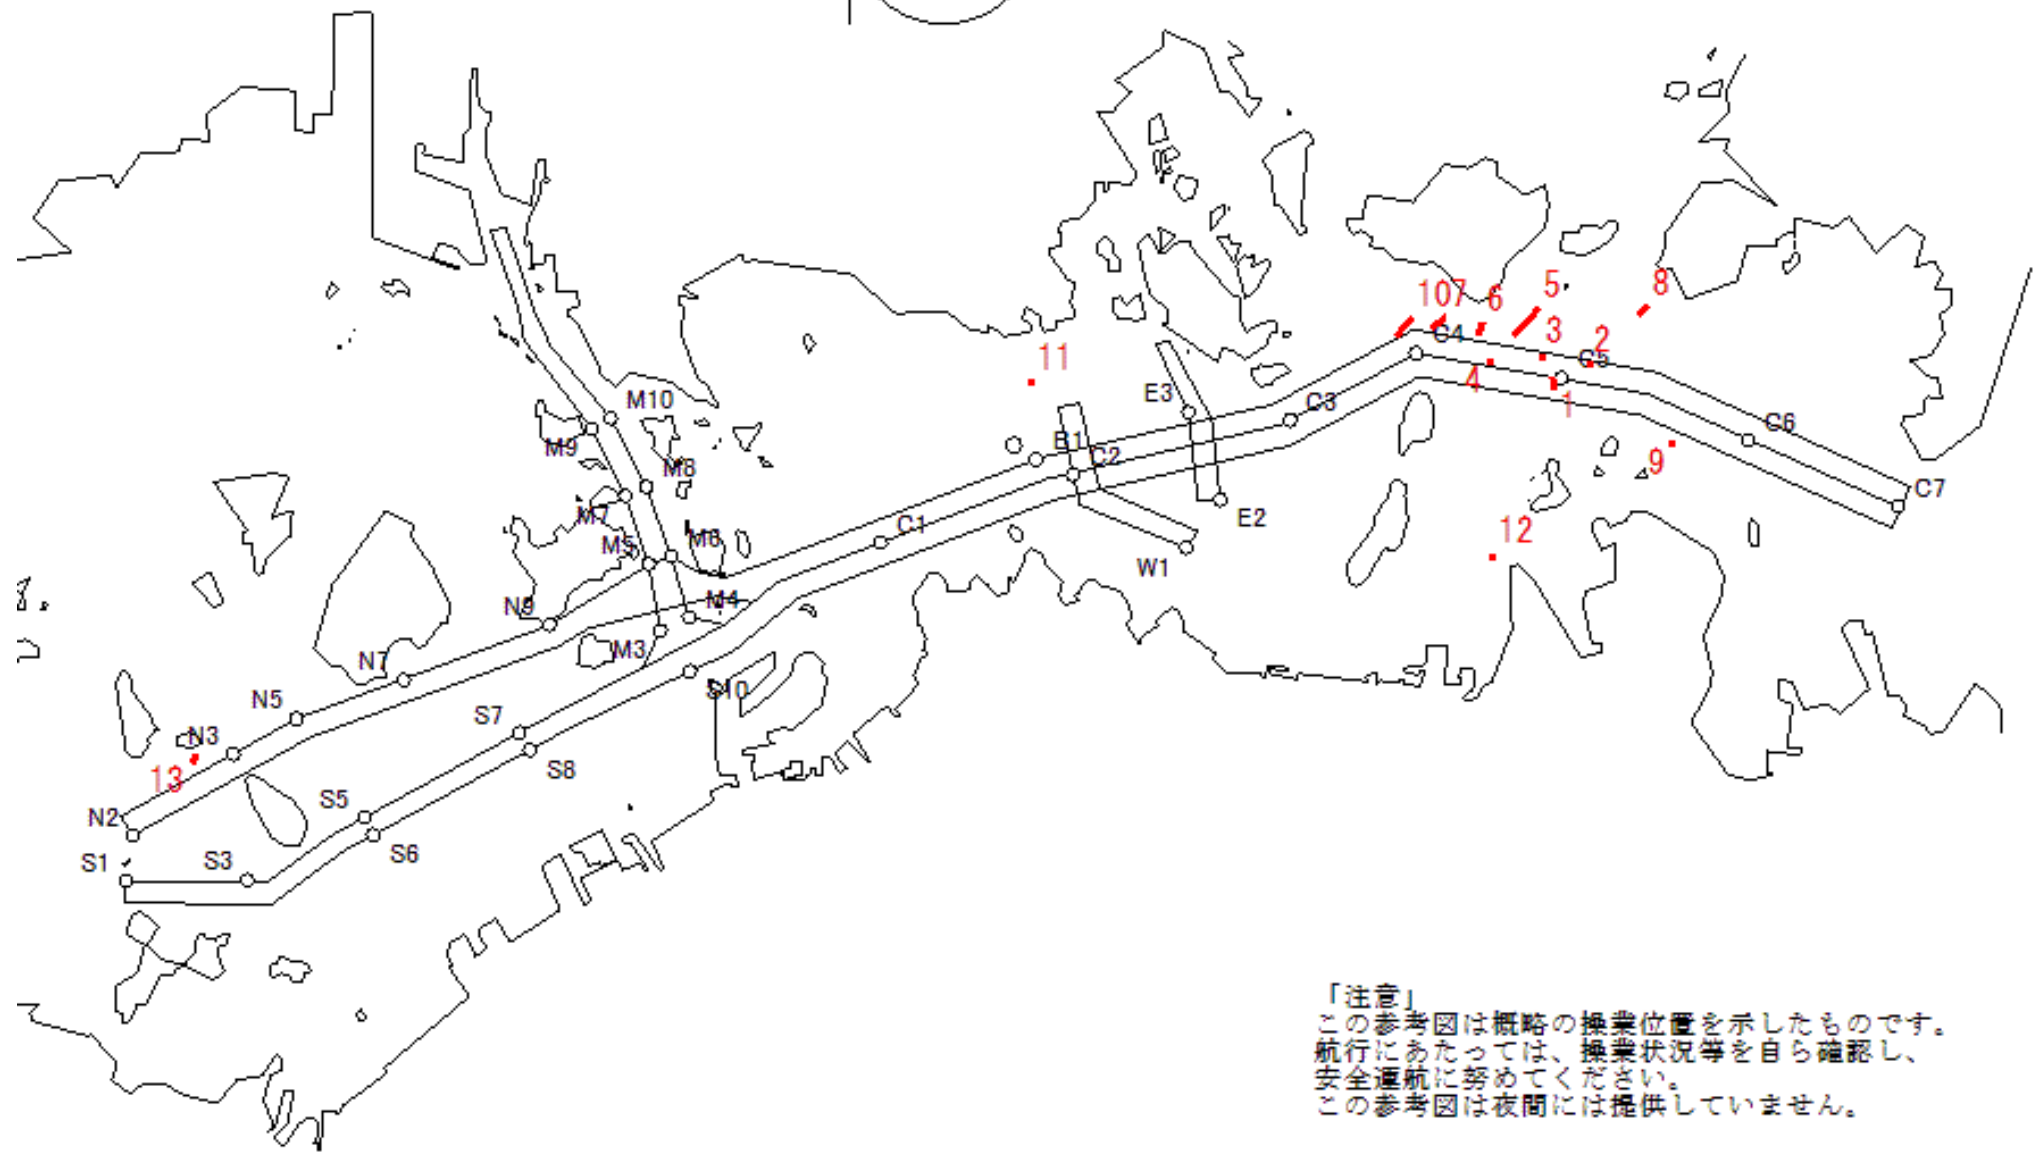 107
6
5
8
C4
3
2
C5
11
4
1
E3
M10
C3
C6
M9
B1
C2
9
M8
C7
M7
E2
C1
12
M5
M6
W1
N9
M4
M3
N7
S10
N5
S7
N3
13
S8
S5
N2
S6
S1
S3
「注意」
この参考図は概略の操業位置を示したものです。
航行にあたっては、操業状況等を自ら確認し、
安全運航に努めてください。
この参考図は夜間には提供していません。